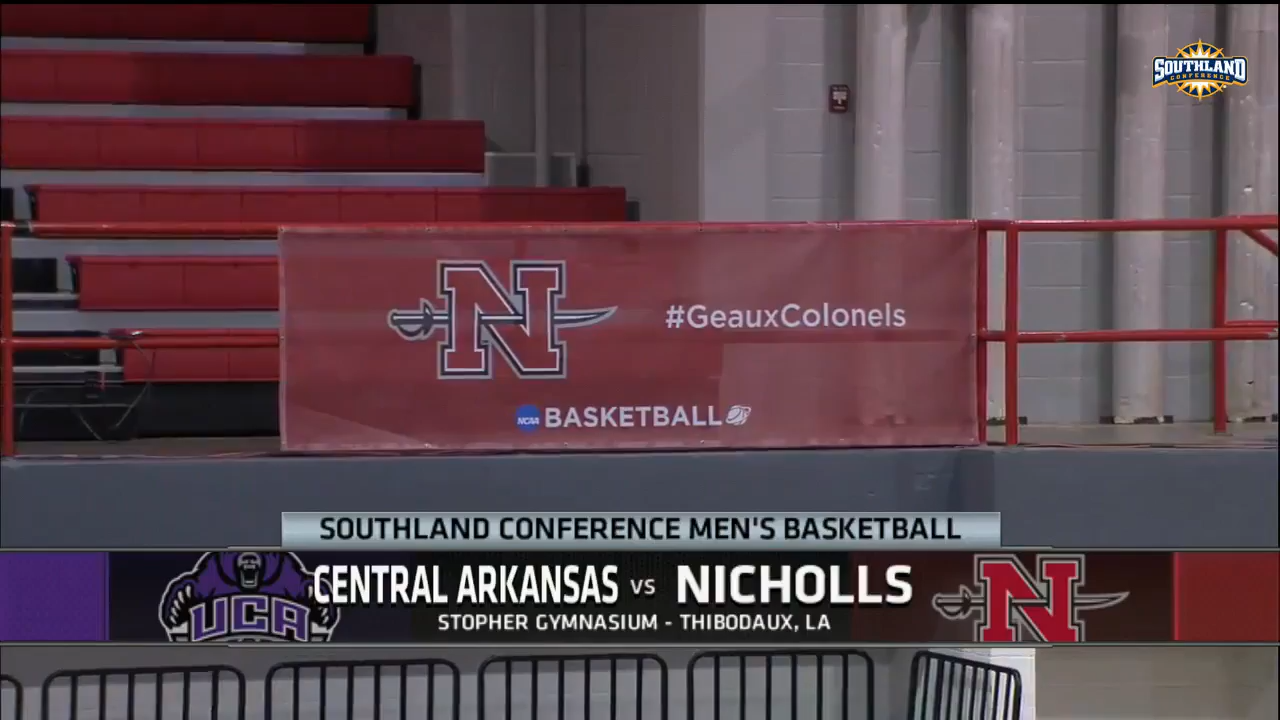 SOUTHLAND
CONFERENCE
N
#GeauxColonels
NCAA BASKETBALL
SOUTHLAND CONFERENCE MEN'S BASKETBALL
UCA
CENTRAL ARKANSAS vs NICHOLLS
N
STOPHER GYMNASIUM - THIBODAUX, LA